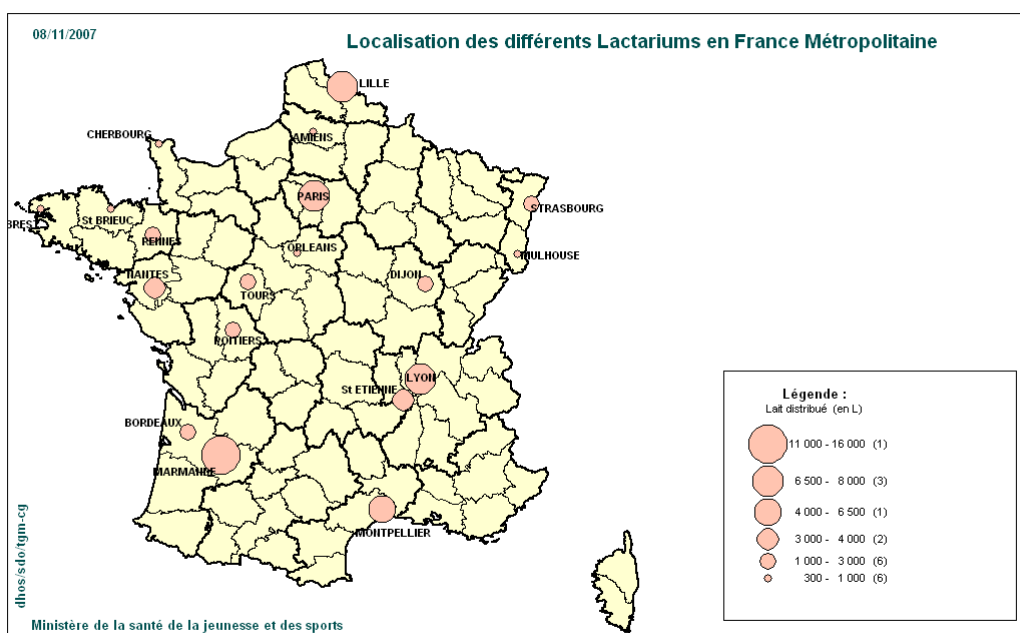 08/11/2007
Localisation des différents Lactariums en France Métropolitaine
LILLE
CHERBOURG
AMIENS
PARIS
STRASBOURG
BREST
St BRIEUC
RENNES
ORLEANS
MULHOUSE
NANTES
TOURS
DIJON
POITIERS
LYON
St ETIENNE
BORDEAUX
MARMANDE
MONTPELLIER
Légende :
Lait distribué (en L)
11 000 - 16 000 (1)
6 500 - 8 000 (3)
4 000 - 6 500 (1)
3 000 - 4 000 (2)
1 000 - 3 000 (6)
300 - 1 000 (6)
dhos/sdo/tgm-cg
Ministère de la santé de la jeunesse et des sports